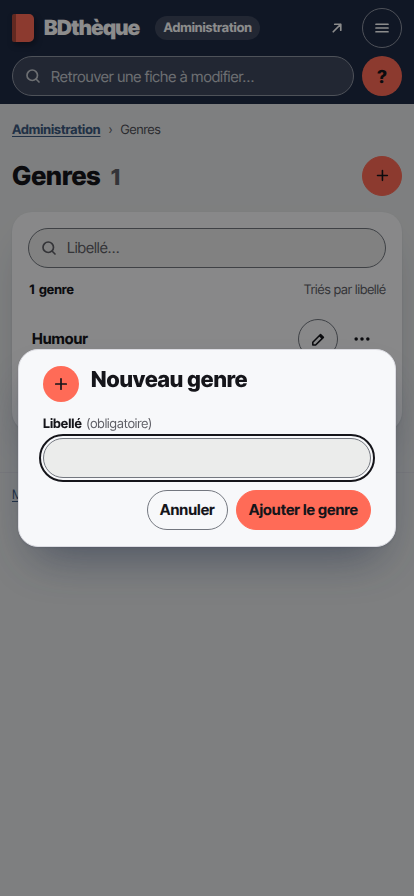 BDthèque Administration
Retrouver une fiche à modifier...
?
Administration › Genres
Genres 1
Libellé...
1 genre Triés par libellé
Humour
Nouveau genre
Libellé (obligatoire)
Annuler Ajouter le genre